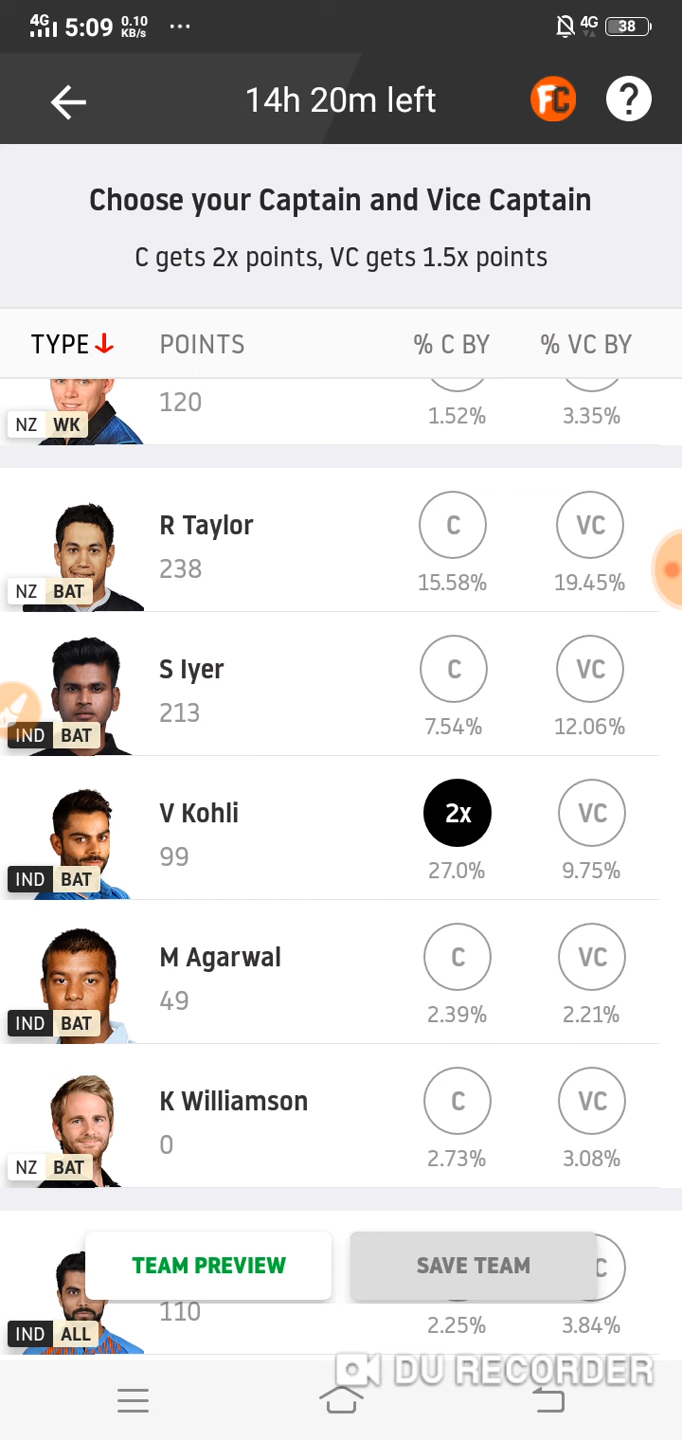 4G 5:09 0.10 KB/s ... 4G 38
14h 20m left FC ?
Choose your Captain and Vice Captain
C gets 2x points, VC gets 1.5x points
TYPE POINTS % C BY % VC BY
120
NZ WK 1.52% 3.35%
R Taylor C VC
238
NZ BAT 15.58% 19.45%
S Iyer C VC
213
IND BAT 7.54% 12.06%
V Kohli 2x VC
99
IND BAT 27.0% 9.75%
M Agarwal C VC
49
IND BAT 2.39% 2.21%
K Williamson C VC
0
NZ BAT 2.73% 3.08%
TEAM PREVIEW SAVE TEAM C
110
IND ALL 2.25% 3.84%
DU RECORDER